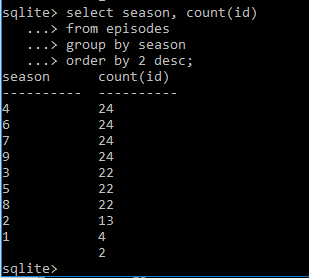 sqlite> select season, count(id)
   ...> from episodes
   ...> group by season
   ...> order by 2 desc;
season      count(id)
----------  ----------
4           24
6           24
7           24
9           24
3           22
5           22
8           22
2           13
1           4
            2
sqlite>